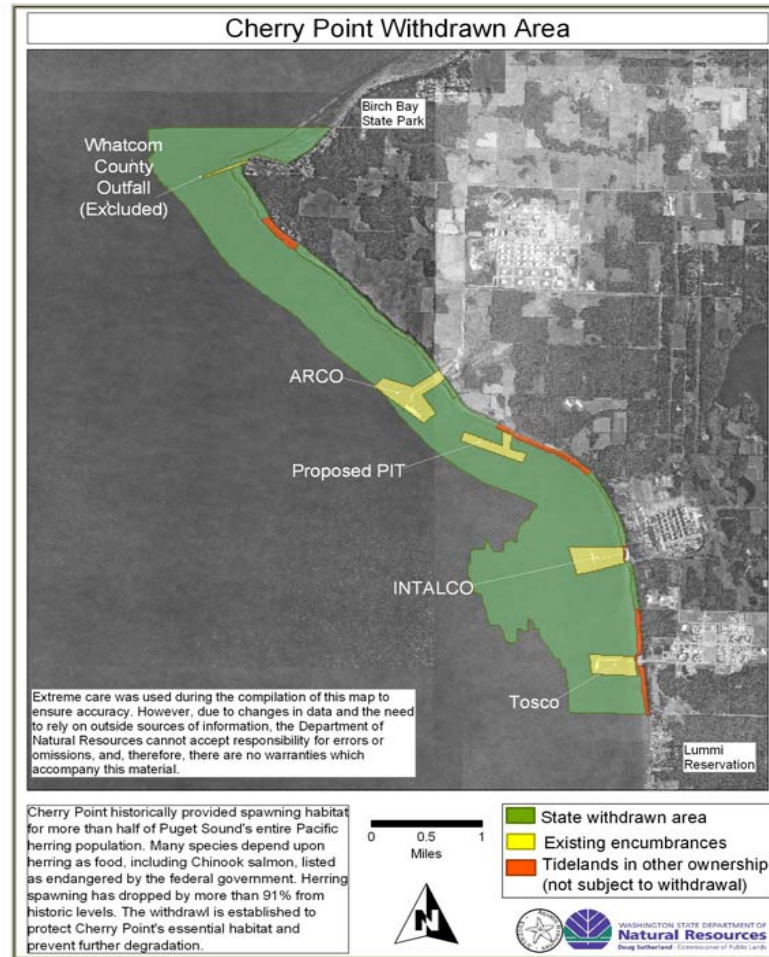 Cherry Point Withdrawn Area
Birch Bay
State Park
Whatcom
County
Outfall
(Excluded)
ARCO
Proposed PIT
INTALCO
Tosco
Extreme care was used during the compilation of this map to
ensure accuracy. However, due to changes in data and the need
to rely on outside sources of information, the Department of
Natural Resources cannot accept responsibility for errors or
omissions, and, therefore, there are no warranties which
accompany this material.
Lummi
Reservation
Cherry Point historically provided spawning habitat
for more than half of Puget Sound's entire Pacific
herring population. Many species depend upon
herring as food, including Chinook salmon, listed
as endangered by the federal government. Herring
spawning has dropped by more than 91% from
historic levels. The withdrawl is established to
protect Cherry Point's essential habitat and
prevent further degradation.
0 0.5 1
Miles
N
State withdrawn area
Existing encumbrances
Tidelands in other ownership
(not subject to withdrawal)
WASHINGTON STATE DEPARTMENT OF
Natural Resources
Doug Sutherland - Commissioner of Public Lands